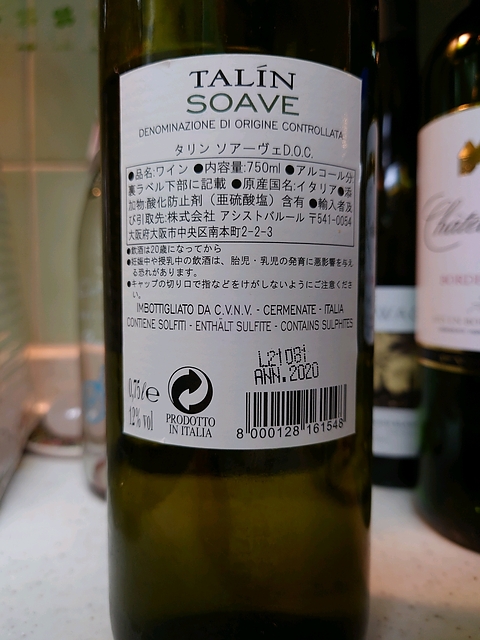 TALÍN
SOAVE
DENOMINAZIONE DI ORIGINE CONTROLLATA
タリン ソアーヴェD.O.C.
●品名:ワイン ●内容量:750ml ●アルコール分:
裏ラベル下部に記載 ●原産国名:イタリア●添
加物:酸化防止剤（亜硫酸塩）含有 ●輸入者及
び引取先:株式会社 アシストバルール 〒541-0054
大阪府大阪市中央区南本町2-2-3
●飲酒は20歳になってから
●妊娠中や授乳中の飲酒は、胎児・乳児の発育に悪影響を与え
る恐れがあります。
●キャップの切り口で指などをけがしないようにご注意くださ
い。
IMBOTTIGLIATO DA C.V.N.V. - CERMENATE - ITALIA
CONTIENE SOLFITI - ENTHÄLT SULFITE - CONTAINS SULPHITES
L21081
ANN.2020
0,75ℓe
12% vol
PRODOTTO
IN ITALIA
8 000128 161548
Château
BORDE